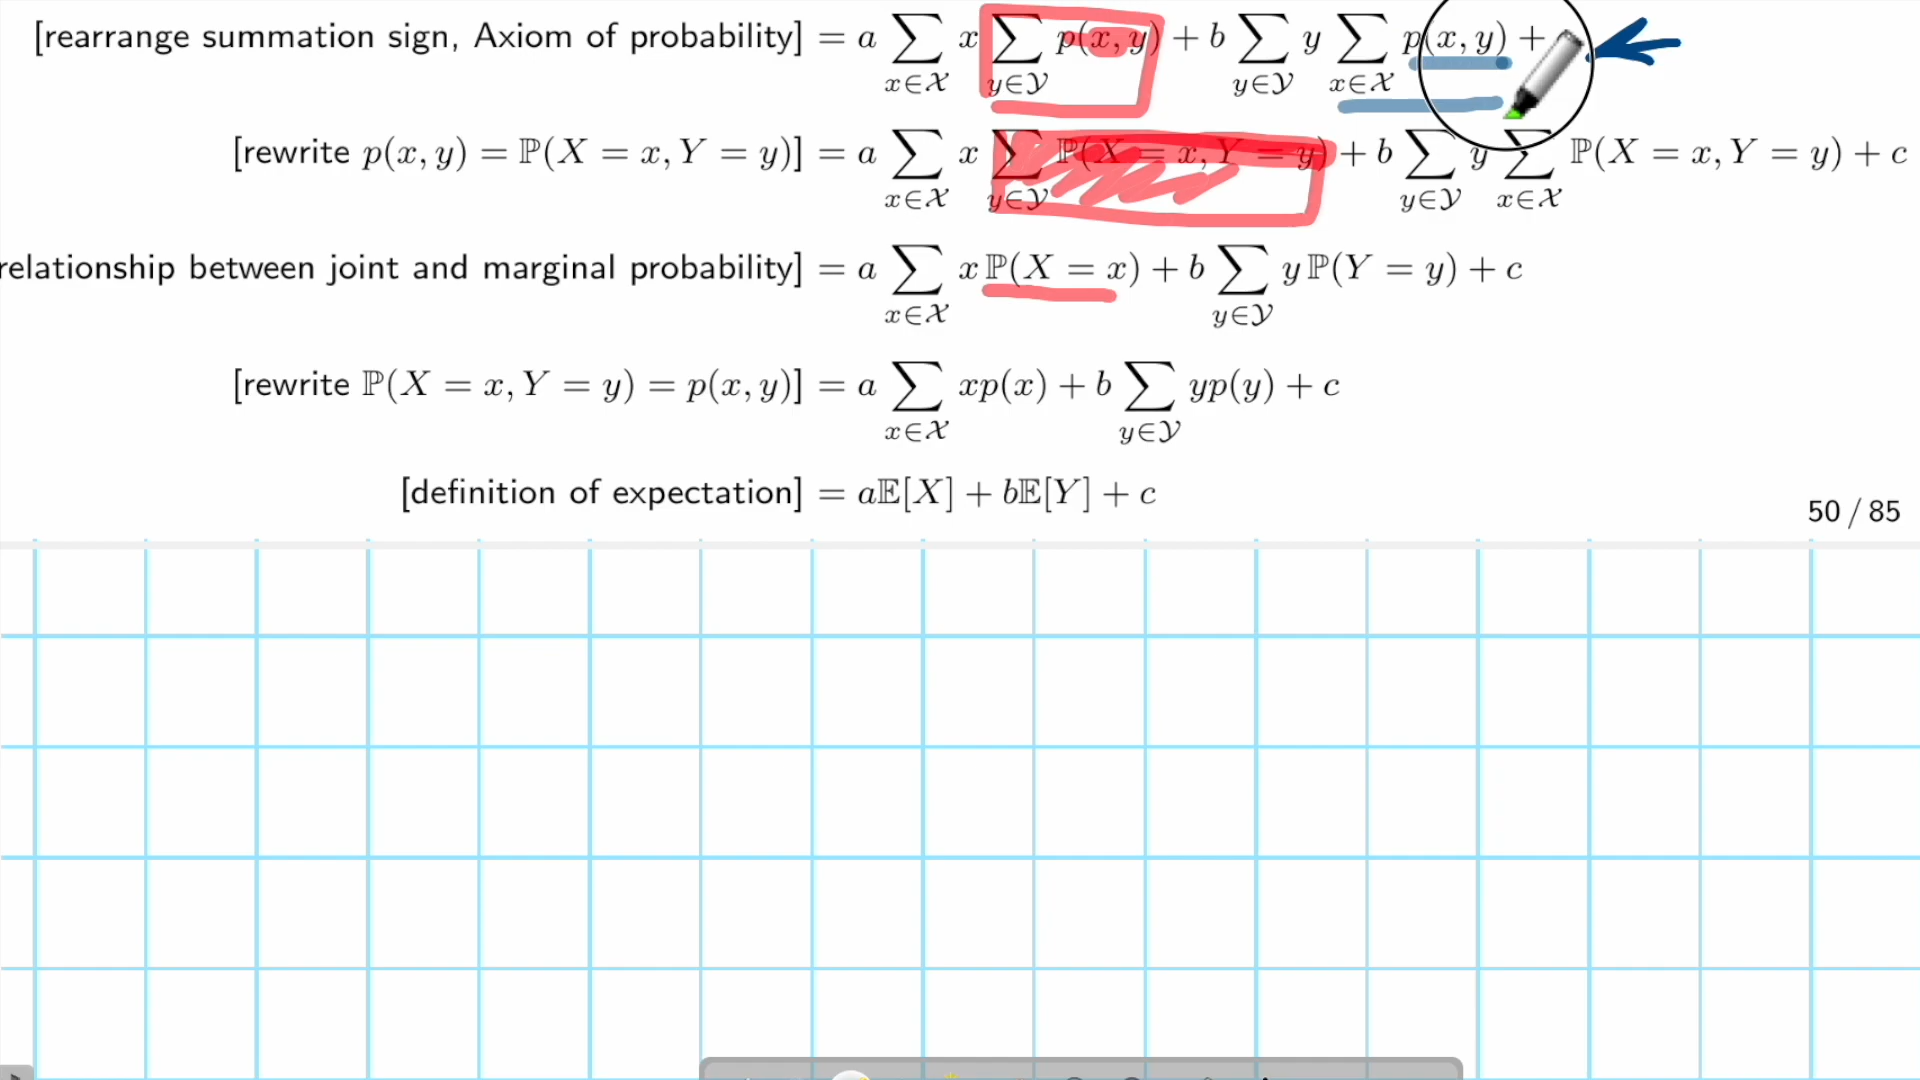 [rearrange summation sign, Axiom of probability] = a ∑_{x∈𝒳} x ∑_{y∈𝒴} p(x, y) + b ∑_{y∈𝒴} y ∑_{x∈𝒳} p(x, y) +
[rewrite p(x, y) = ℙ(X = x, Y = y)] = a ∑_{x∈𝒳} x ∑_{y∈𝒴} ℙ(X = x, Y = y) + b ∑_{y∈𝒴} y ∑_{x∈𝒳} ℙ(X = x, Y = y) + c
relationship between joint and marginal probability] = a ∑_{x∈𝒳} x ℙ(X = x) + b ∑_{y∈𝒴} y ℙ(Y = y) + c
[rewrite ℙ(X = x, Y = y) = p(x, y)] = a ∑_{x∈𝒳} xp(x) + b ∑_{y∈𝒴} yp(y) + c
[definition of expectation] = a𝔼[X] + b𝔼[Y] + c
50 / 85